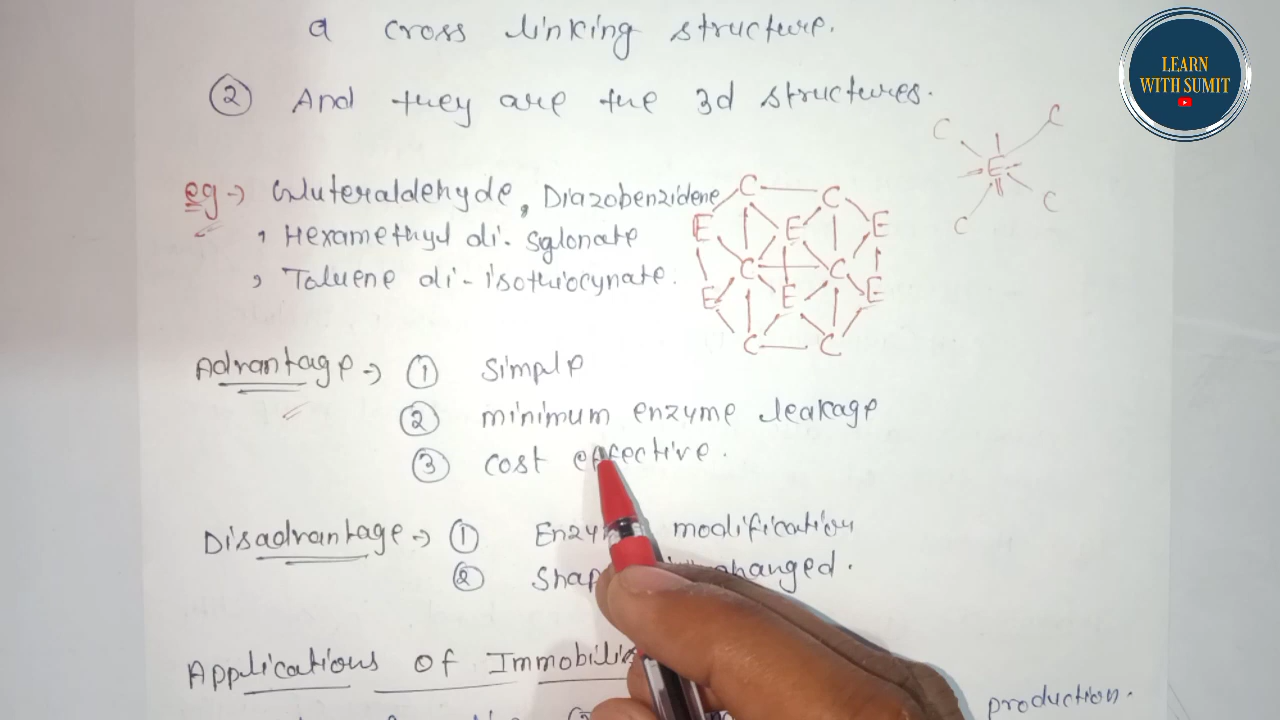 a cross linking structure.
② And they are the 3d structures.
eg → Gluteraldehyde, Diazobenzidene
, Hexamethyl di. Sglonate
, Toluene di-isothiocynate.
C C
E E E
C C
E E E
C C
C C
E
C C
Advantage → ① Simple
② minimum enzyme leakage
③ cost effective.
Disadvantage → ① modification
② changed.
Applications of
production.
LEARN
WITH SUMIT